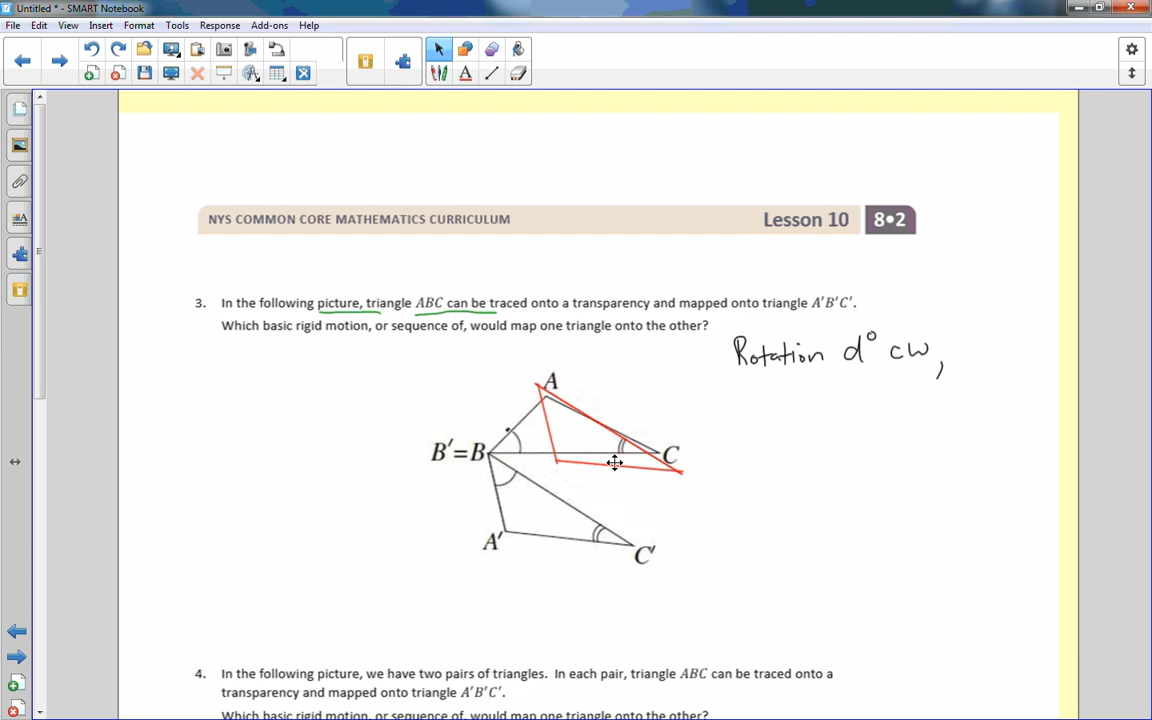 Untitled * - SMART Notebook
File Edit View Insert Format Tools Response Add-ons Help
NYS COMMON CORE MATHEMATICS CURRICULUM Lesson 10 8•2
3. In the following picture, triangle ABC can be traced onto a transparency and mapped onto triangle A'B'C'.
Which basic rigid motion, or sequence of, would map one triangle onto the other?
Rotation d° cw,
A
B'=B C
A' C'
4. In the following picture, we have two pairs of triangles. In each pair, triangle ABC can be traced onto a
transparency and mapped onto triangle A'B'C'.
Which basic rigid motion, or sequence of, would map one triangle onto the other?